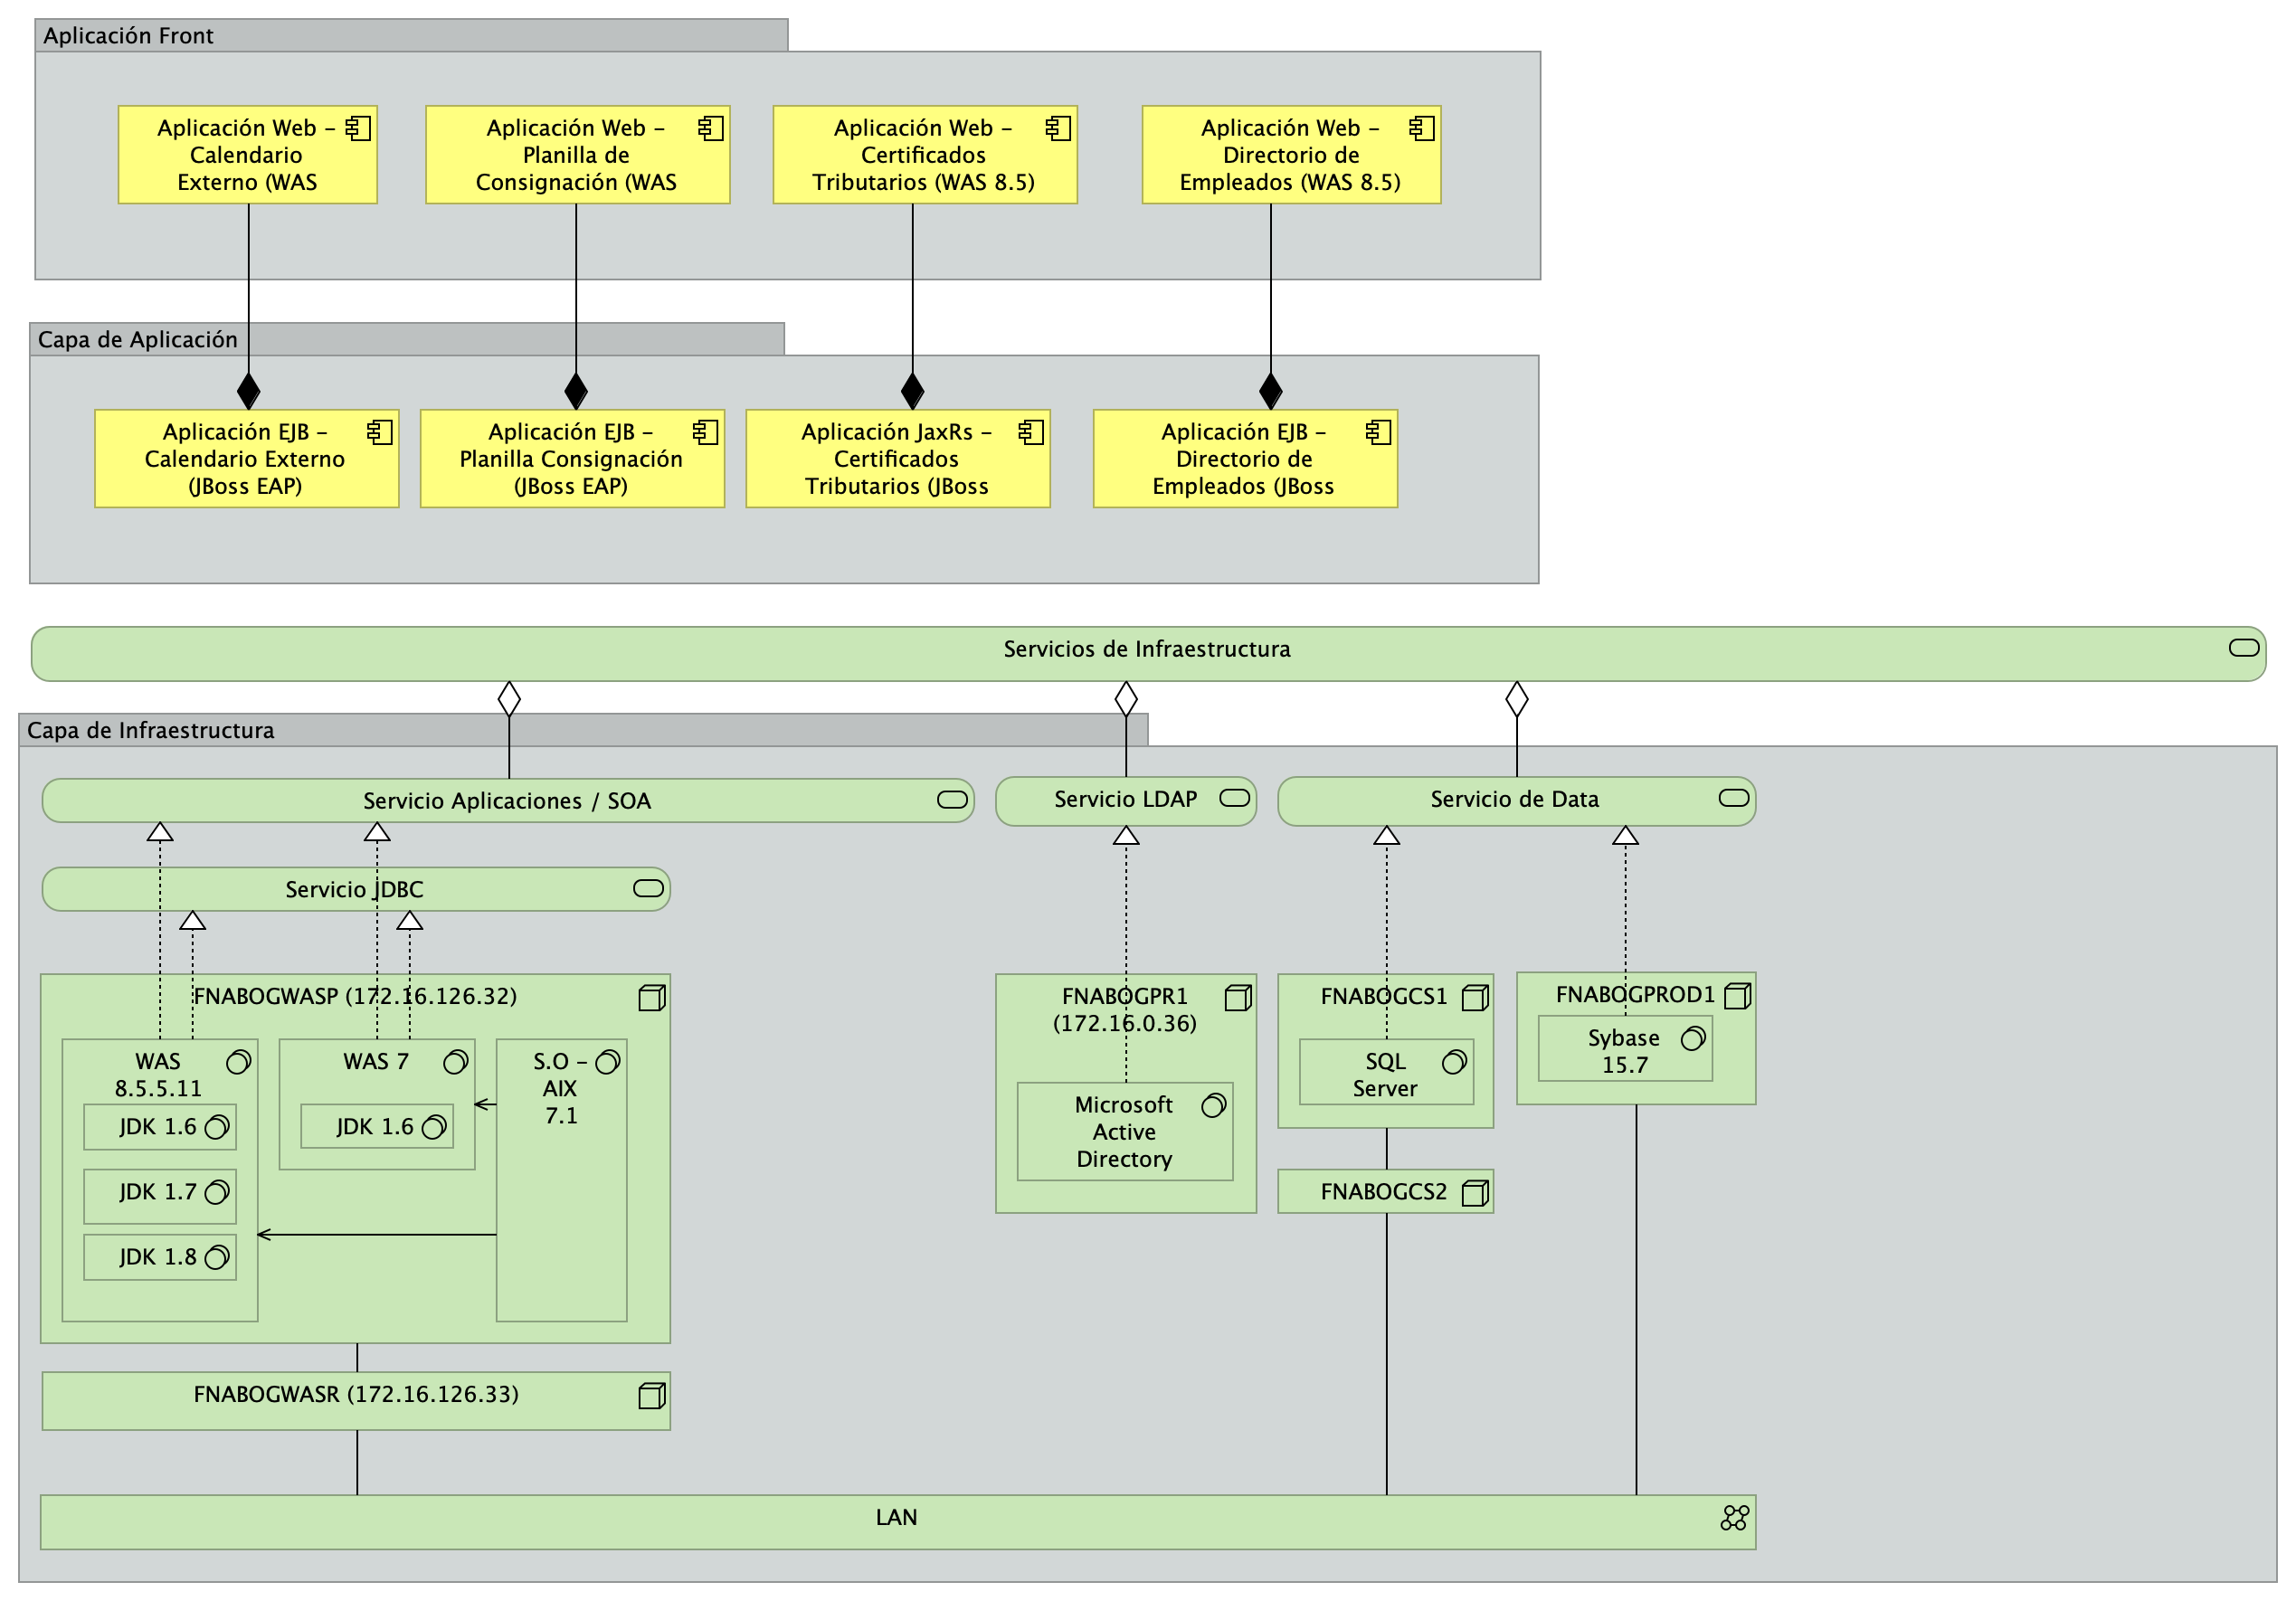 Aplicación Front
Aplicación Web –
Calendario
Externo (WAS
Aplicación Web –
Planilla de
Consignación (WAS
Aplicación Web –
Certificados
Tributarios (WAS 8.5)
Aplicación Web –
Directorio de
Empleados (WAS 8.5)
Capa de Aplicación
Aplicación EJB –
Calendario Externo
(JBoss EAP)
Aplicación EJB –
Planilla Consignación
(JBoss EAP)
Aplicación JaxRs –
Certificados
Tributarios (JBoss
Aplicación EJB –
Directorio de
Empleados (JBoss
Servicios de Infraestructura
Capa de Infraestructura
Servicio Aplicaciones / SOA
Servicio LDAP
Servicio de Data
Servicio JDBC
FNABOGWASP (172.16.126.32)
WAS
8.5.5.11
JDK 1.6
JDK 1.7
JDK 1.8
WAS 7
JDK 1.6
S.O –
AIX
7.1
FNABOGPR1
(172.16.0.36)
Microsoft
Active
Directory
FNABOGCS1
SQL
Server
FNABOGPROD1
Sybase
15.7
FNABOGCS2
FNABOGWASR (172.16.126.33)
LAN